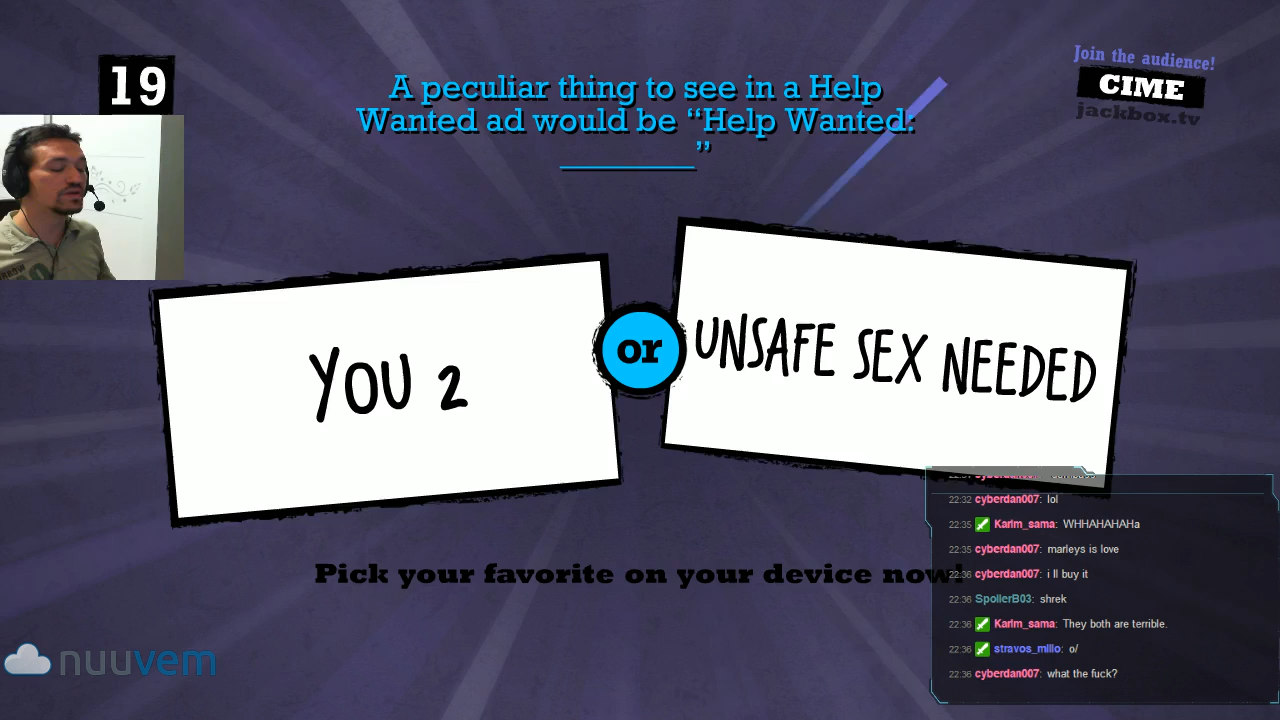 19
A peculiar thing to see in a Help
Wanted ad would be “Help Wanted:
________”
Join the audience!
CIME
jackbox.tv
YOU 2
or
UNSAFE SEX NEEDED
Pick your favorite on your device now!
22:32 cyberdan007: lol
22:35 Karim_sama: WHHAHAHAHa
22:35 cyberdan007: marleys is love
22:36 cyberdan007: i ll buy it
22:36 SpoilerB03: shrek
22:36 Karim_sama: They both are terrible.
22:36 stravos_millo: o/
22:36 cyberdan007: what the fuck?
nuuvem